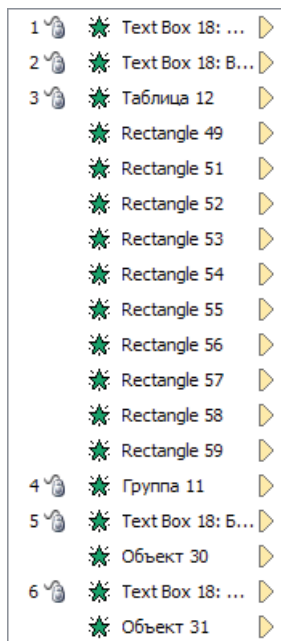 1 Text Box 18: ...
2 Text Box 18: В...
3 Таблица 12
Rectangle 49
Rectangle 51
Rectangle 52
Rectangle 53
Rectangle 54
Rectangle 55
Rectangle 56
Rectangle 57
Rectangle 58
Rectangle 59
4 Группа 11
5 Text Box 18: Б...
Объект 30
6 Text Box 18: ...
Объект 31